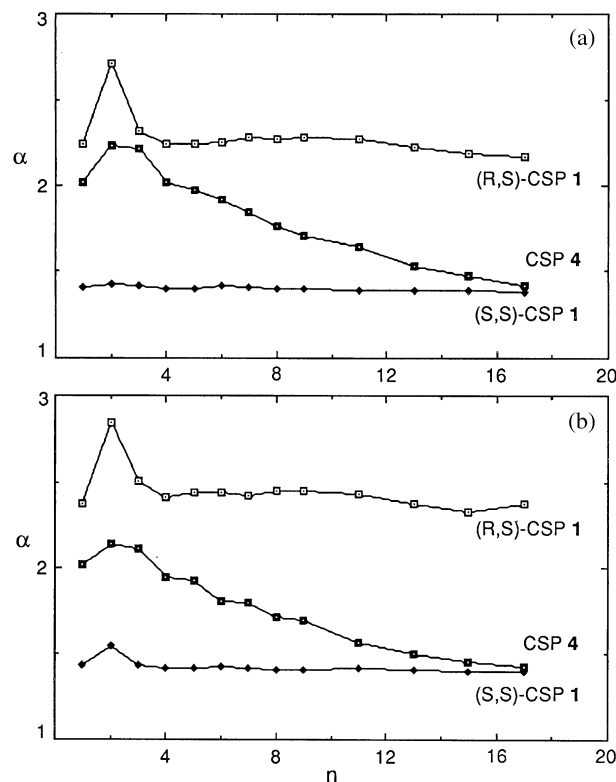 3
(a)
α
2
(R,S)-CSP 1
CSP 4
(S,S)-CSP 1
1
4
8
12
16
20
3
(b)
α
2
(R,S)-CSP 1
CSP 4
(S,S)-CSP 1
1
4
8
12
16
20
n